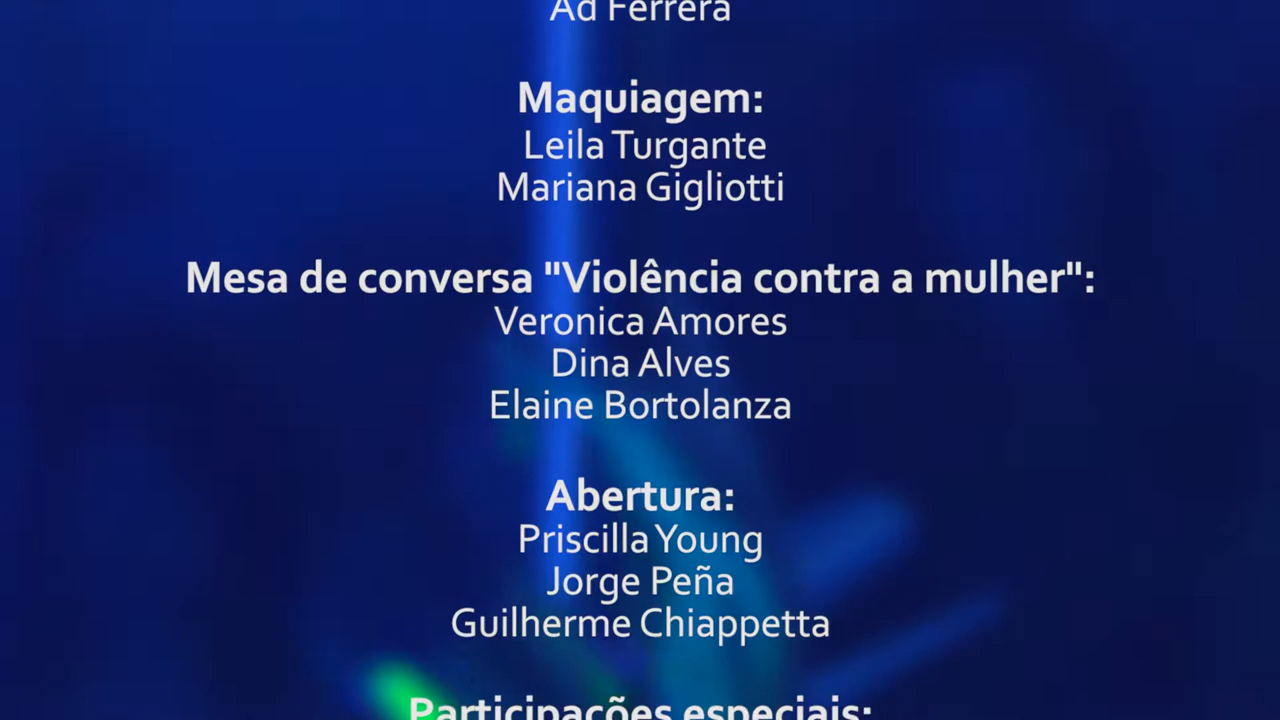 Ad Ferrera
Maquiagem:
Leila Turgante
Mariana Gigliotti
Mesa de conversa "Violência contra a mulher":
Veronica Amores
Dina Alves
Elaine Bortolanza
Abertura:
Priscilla Young
Jorge Peña
Guilherme Chiappetta
Participações especiais: